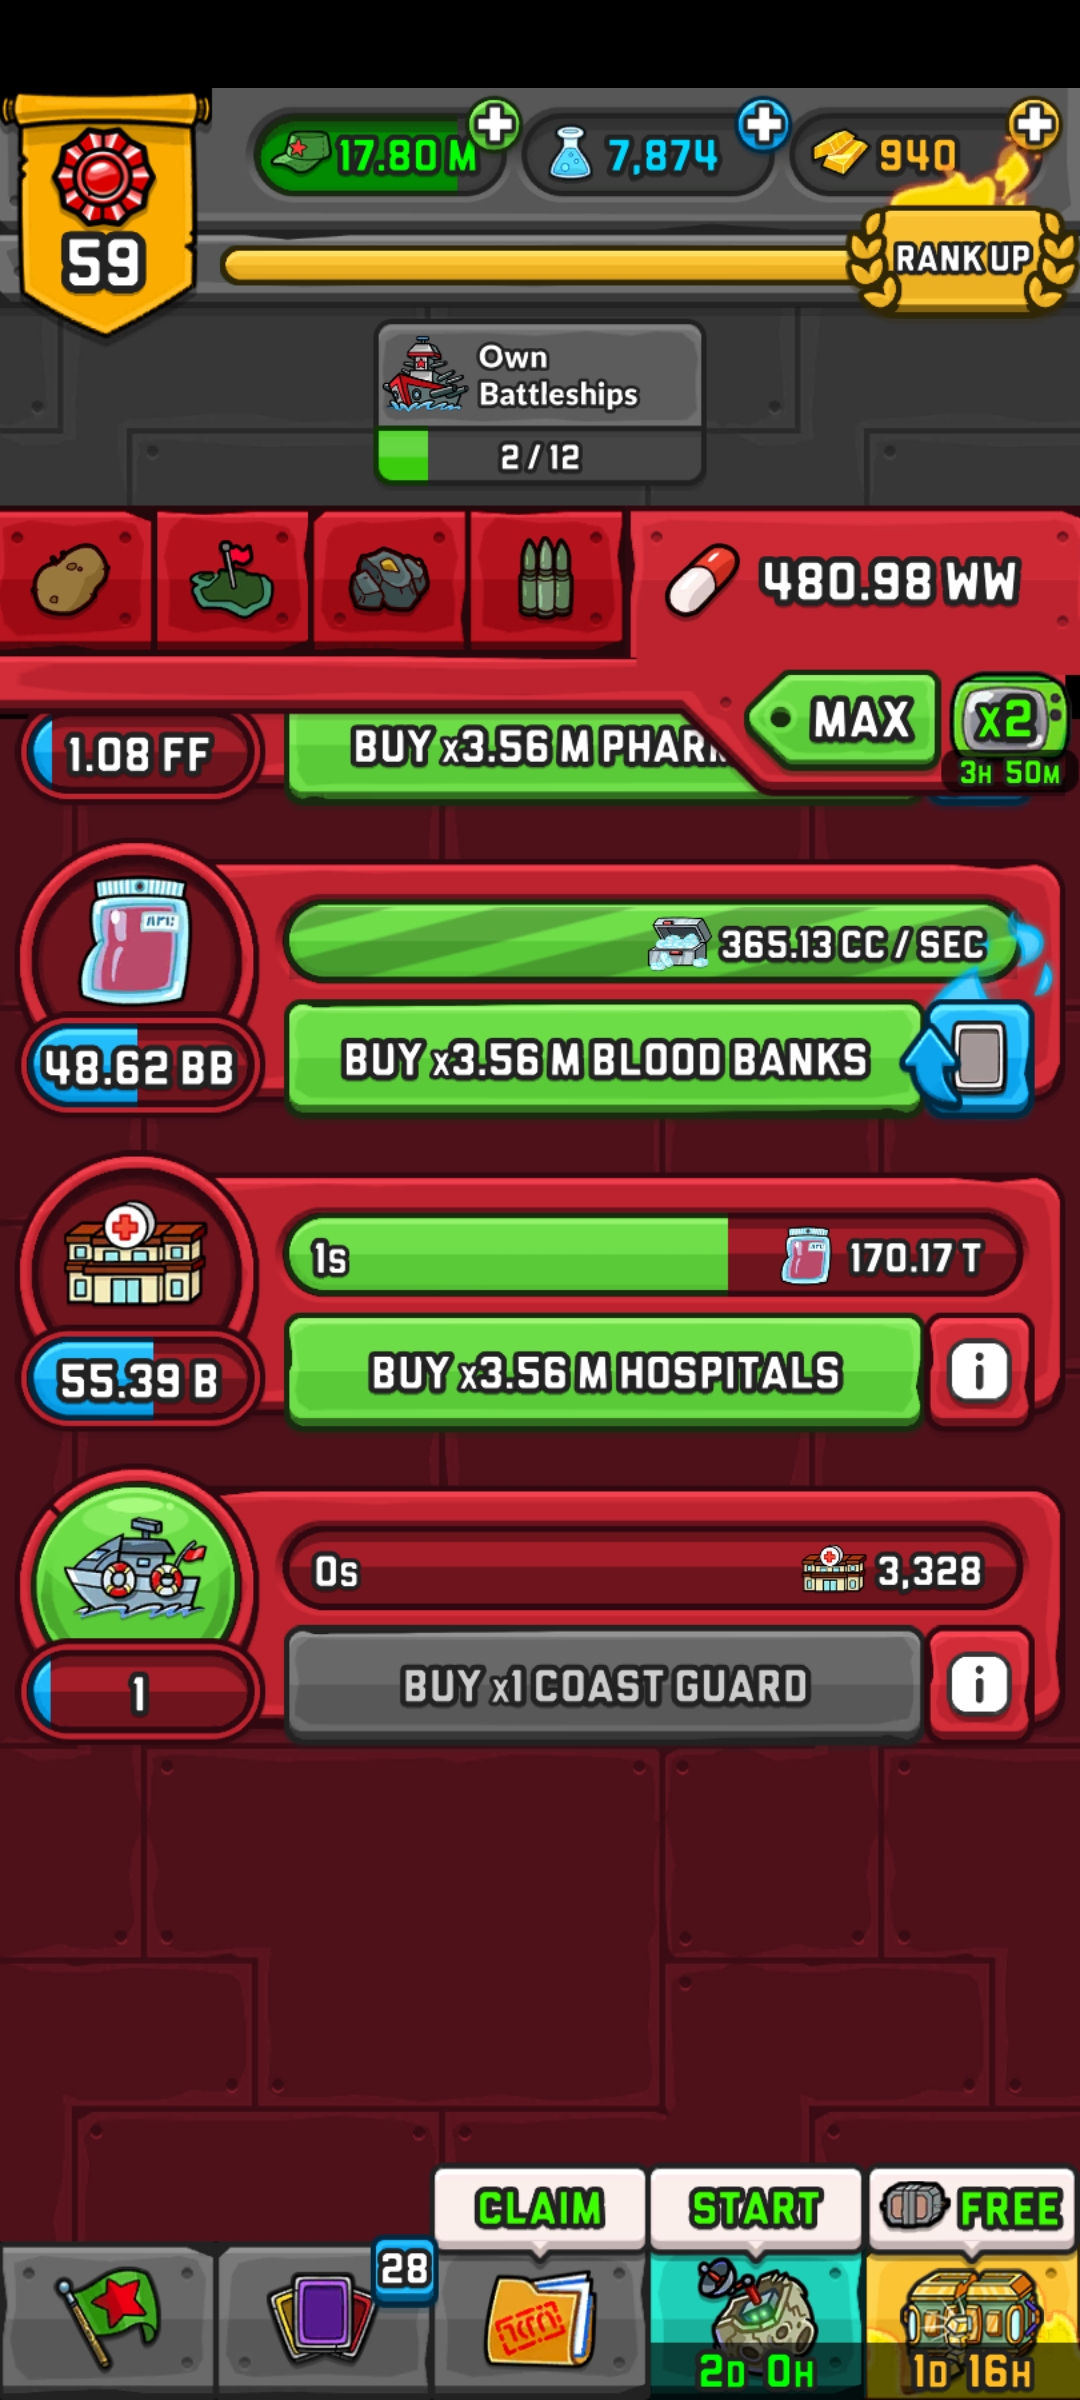 17.80 M
7,874
940
59
RANK UP
Own
Battleships
2 / 12
480.98 WW
MAX
x2
3H 50M
1.08 FF
BUY x3.56 M PHAR
365.13 CC / SEC
48.62 BB
BUY x3.56 M BLOOD BANKS
1s
170.17 T
55.39 B
BUY x3.56 M HOSPITALS
i
0s
3,328
1
BUY x1 COAST GUARD
i
CLAIM
START
FREE
28
2D 0H
1D 16H